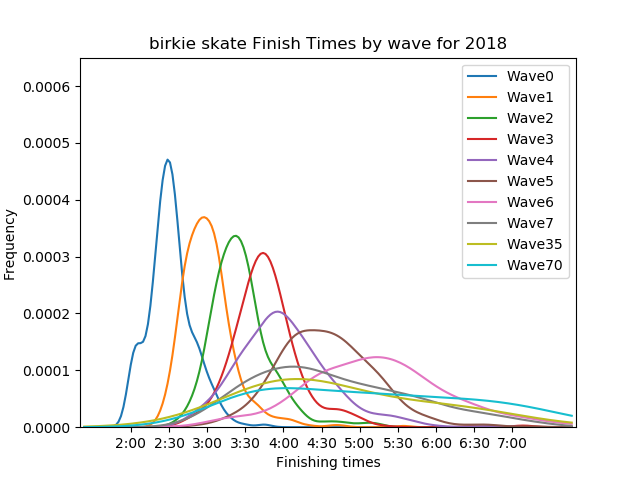 birkie skate Finish Times by wave for 2018
Frequency
0.0006
0.0005
0.0004
0.0003
0.0002
0.0001
0.0000
Wave0
Wave1
Wave2
Wave3
Wave4
Wave5
Wave6
Wave7
Wave35
Wave70
2:00 2:30 3:00 3:30 4:00 4:30 5:00 5:30 6:00 6:30 7:00
Finishing times